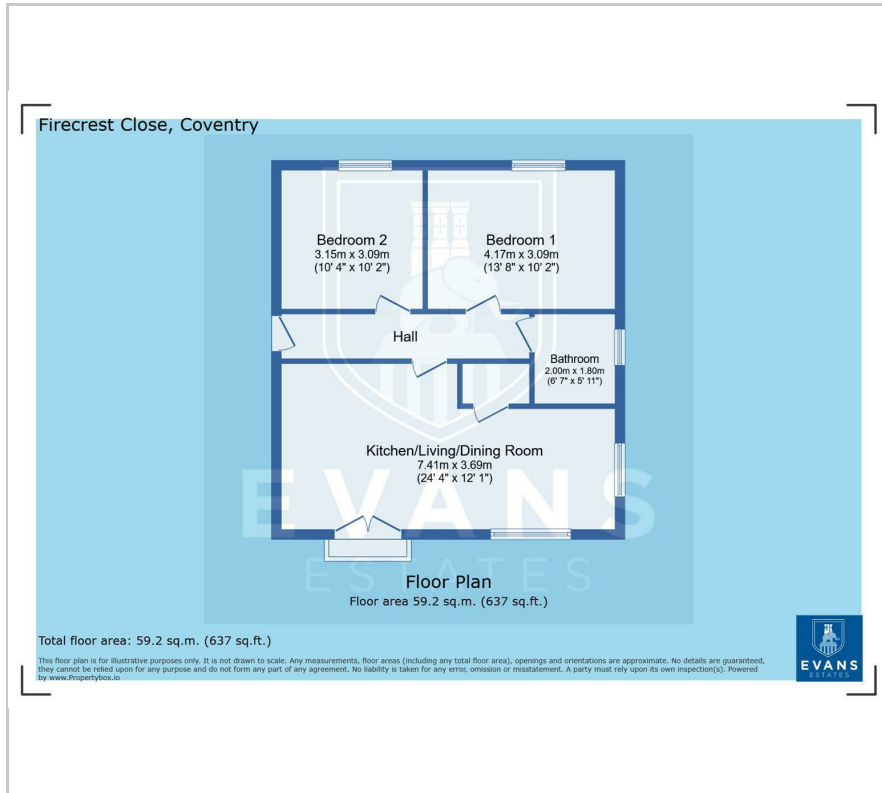 Firecrest Close, Coventry
Bedroom 2
3.15m x 3.09m
(10' 4" x 10' 2")
Bedroom 1
4.17m x 3.09m
(13' 8" x 10' 2")
Hall
Bathroom
2.00m x 1.80m
(6' 7" x 5' 11")
Kitchen/Living/Dining Room
7.41m x 3.69m
(24' 4" x 12' 1")
EVANS
ESTATES
Floor Plan
Floor area 59.2 sq.m. (637 sq.ft.)
Total floor area: 59.2 sq.m. (637 sq.ft.)
This floor plan is for illustrative purposes only. It is not drawn to scale. Any measurements, floor areas (including any total floor area), openings and orientations are approximate. No details are guaranteed,
they cannot be relied upon for any purpose and do not form any part of any agreement. No liability is taken for any error, omission or misstatement. A party must rely upon its own inspection(s). Powered
by www.Propertybox.io
EVANS
ESTATES